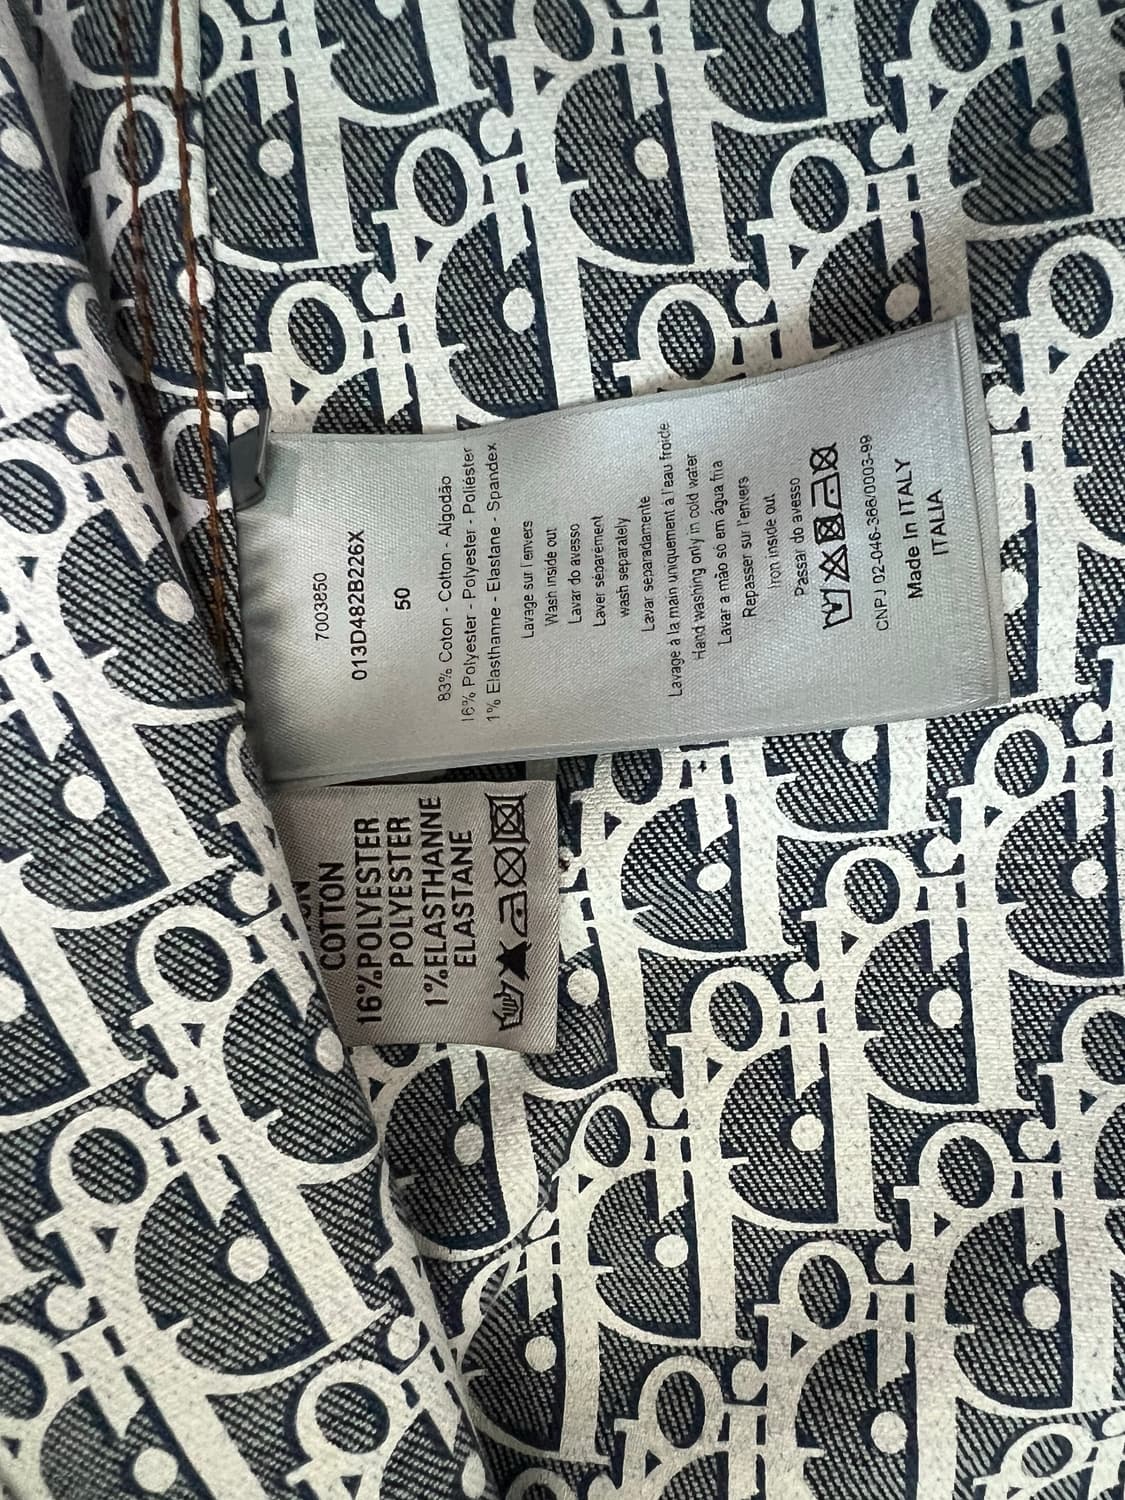 7003850
013D482B226X
50
83% Coton - Cotton - Algodão
16% Polyester - Polyester - Poliéster
1% Elasthanne - Elastane - Spandex
Lavage sur l'envers
Wash inside out
Lavar do avesso
Laver séparément
wash separately
Lavar separadamente
Lavage à la main uniquement à l'eau froide
Hand washing only in cold water
Lavar a mão só em água fria
Repasser sur l'envers
Iron inside out
Passar do avesso
CNPJ 02-046-388/0003-99
Made in ITALY
ITALIA
COTTON
16%POLYESTER
POLYESTER
1%ELASTHANNE
ELASTANE